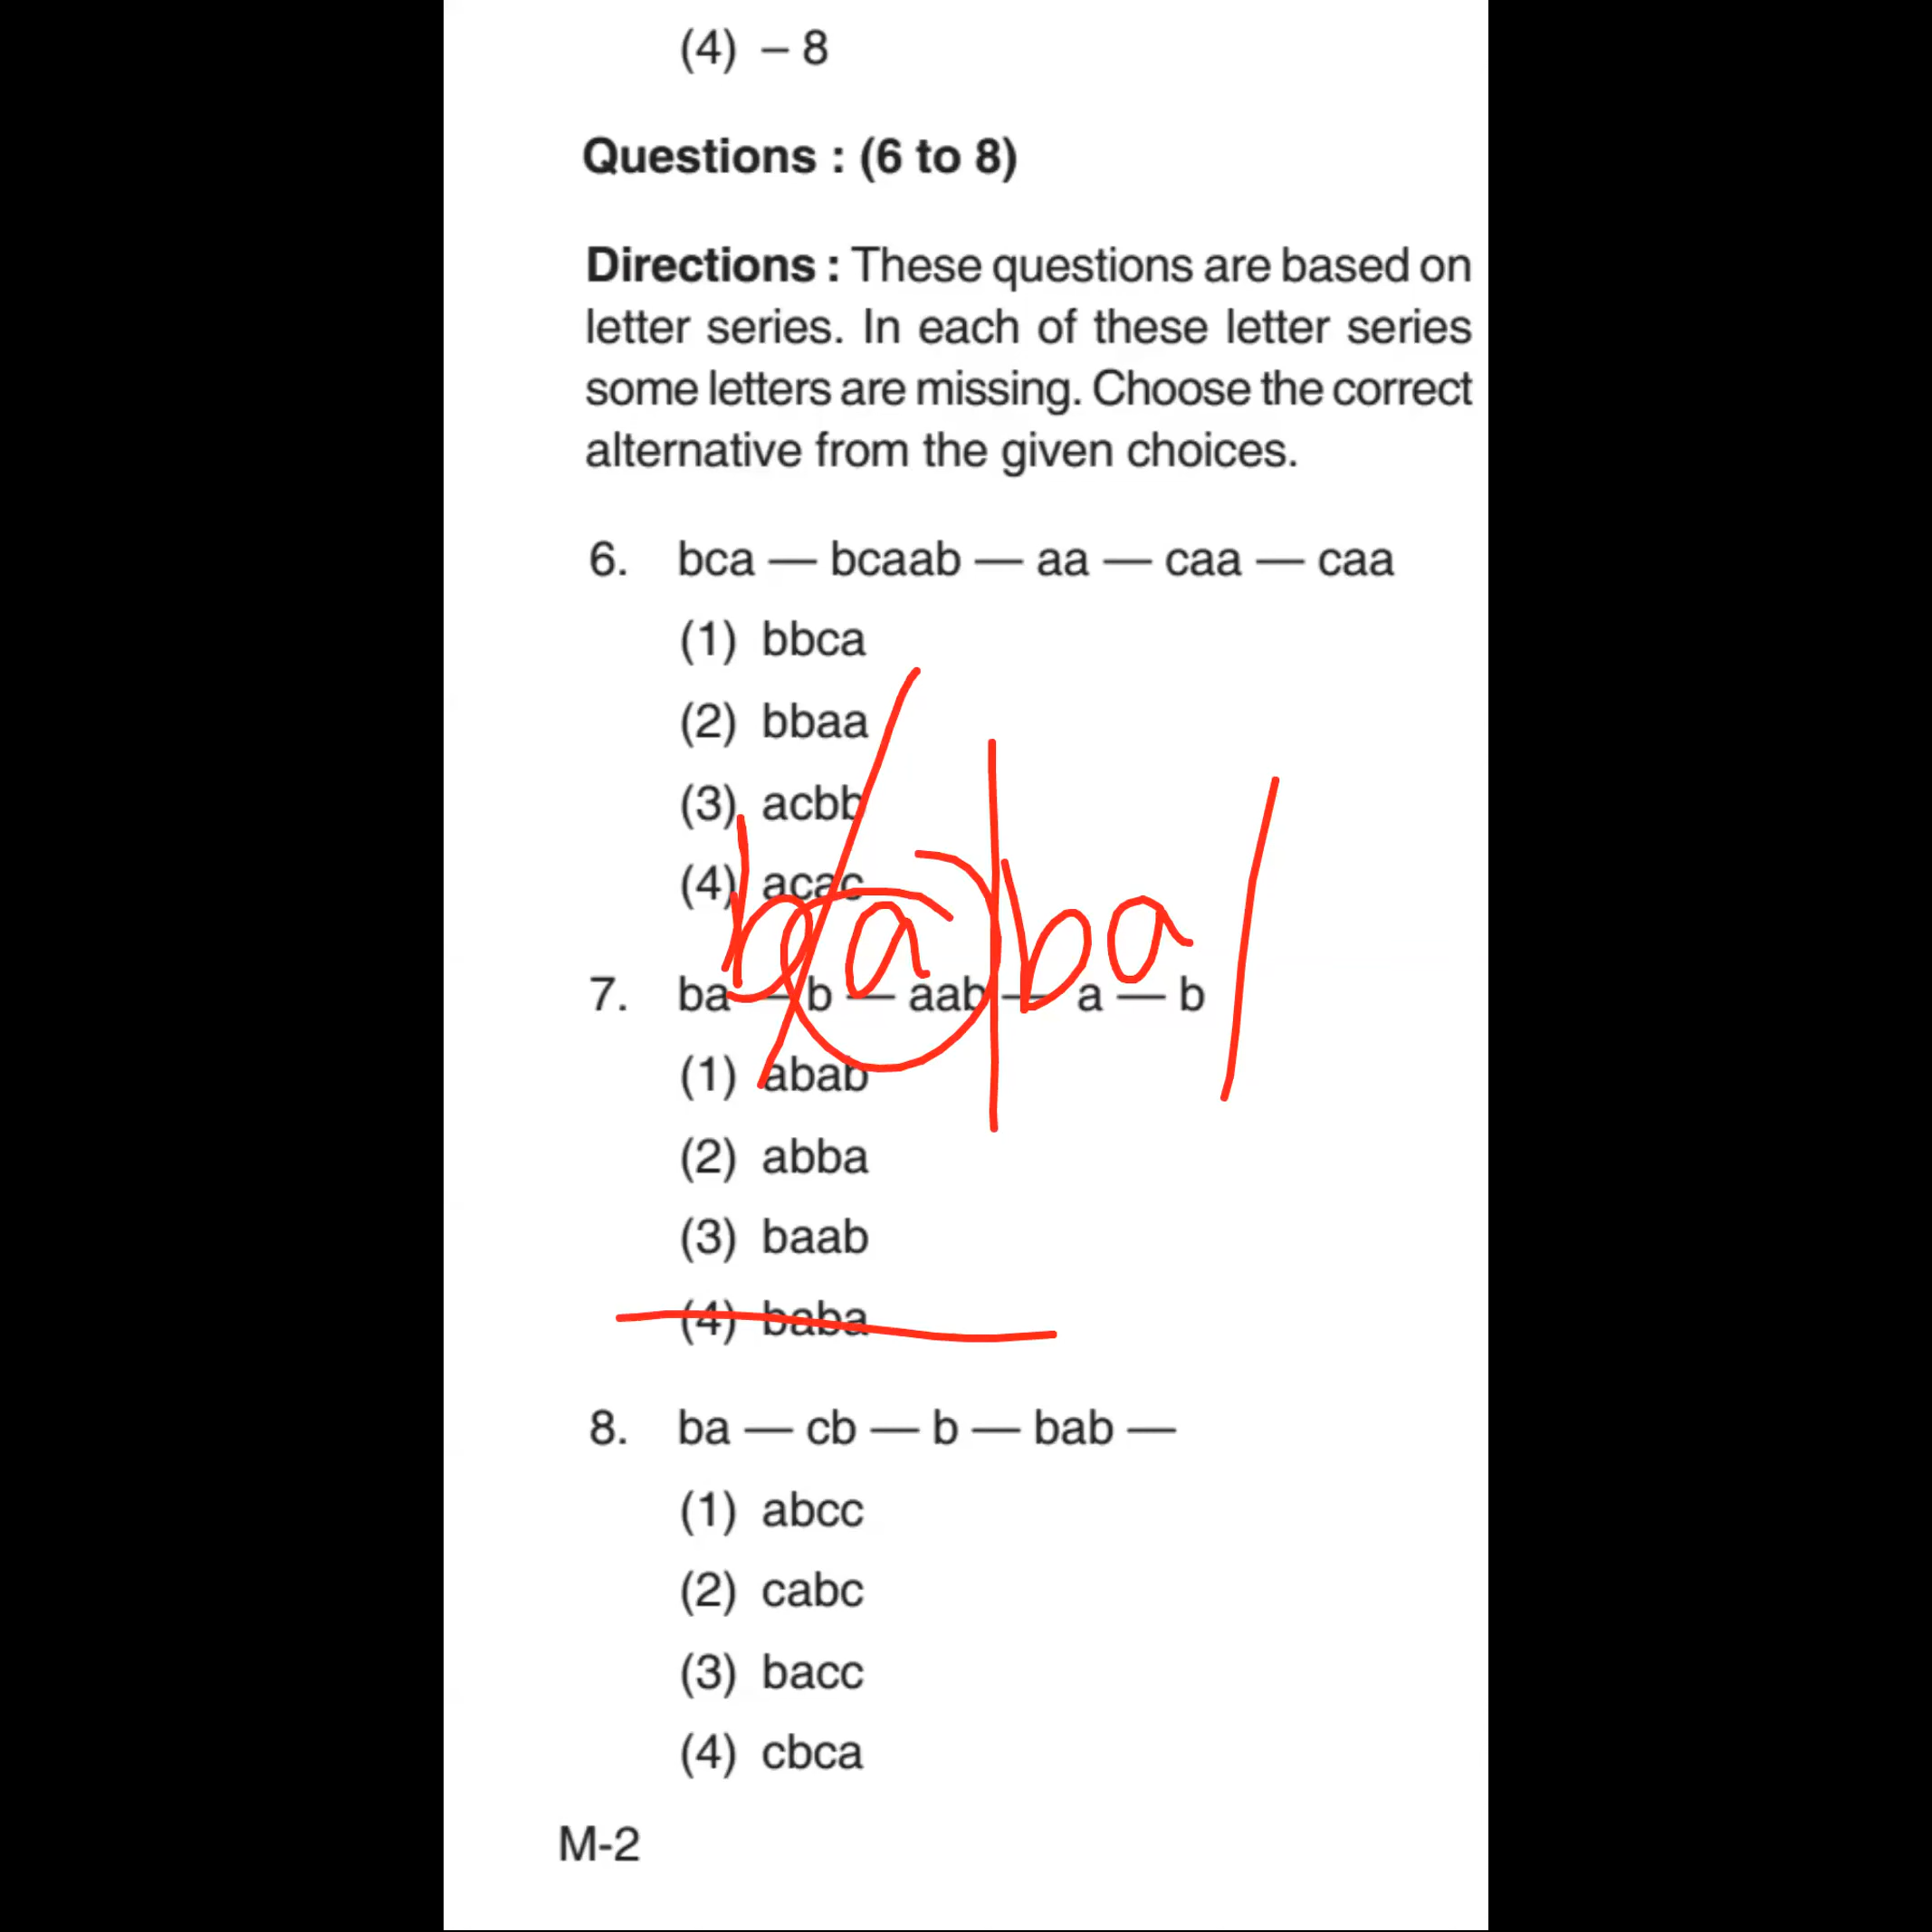 (4) – 8
Questions : (6 to 8)
Directions : These questions are based on
letter series. In each of these letter series
some letters are missing. Choose the correct
alternative from the given choices.
6. bca — bcaab — aa — caa — caa
(1) bbca
(2) bbaa
(3) acbb
(4) acac
b a ba
7. ba — b — aab — a — b
(1) abab
(2) abba
(3) baab
(4) baba
8. ba — cb — b — bab —
(1) abcc
(2) cabc
(3) bacc
(4) cbca
M-2